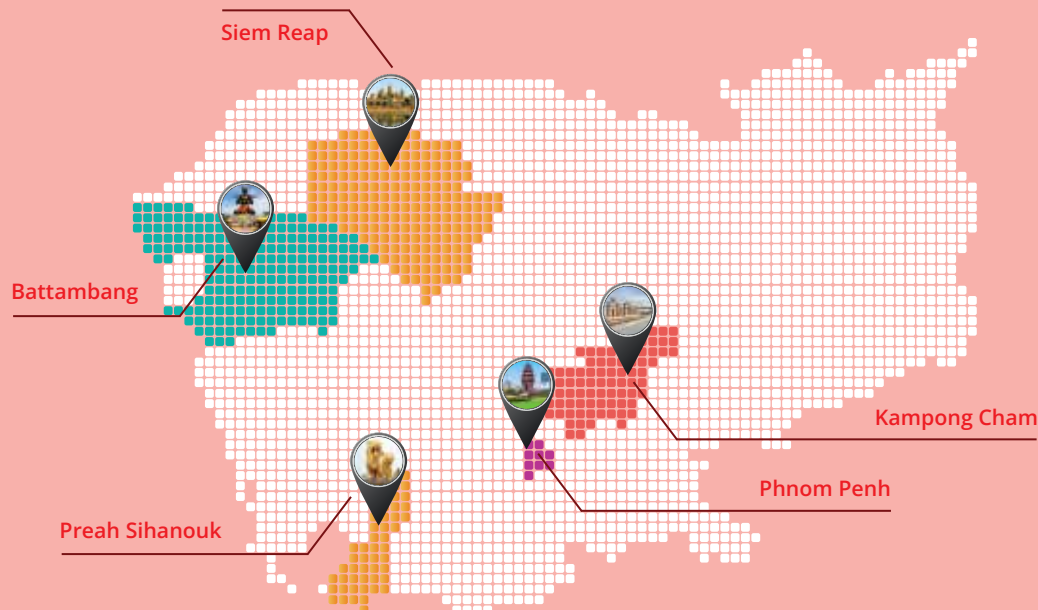 Siem Reap
Battambang
Kampong Cham
Phnom Penh
Preah Sihanouk